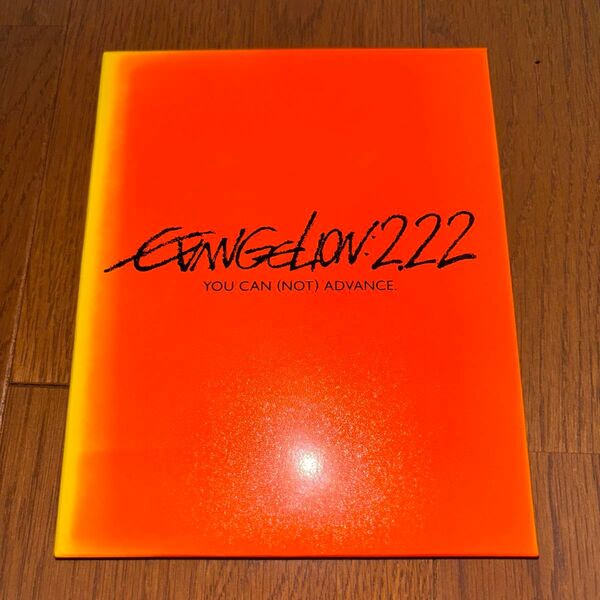 EVANGELION:2.22
YOU CAN (NOT) ADVANCE.